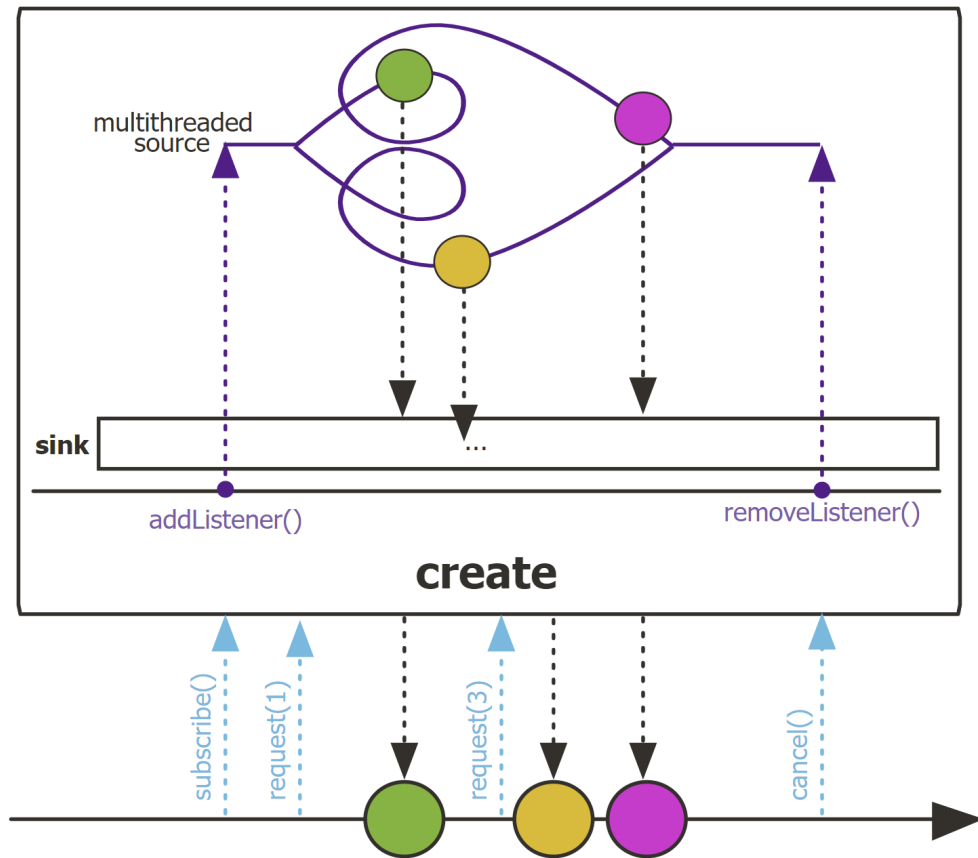 multithreaded
source
sink
...
addListener()
removeListener()
create
subscribe()
request(1)
request(3)
cancel()